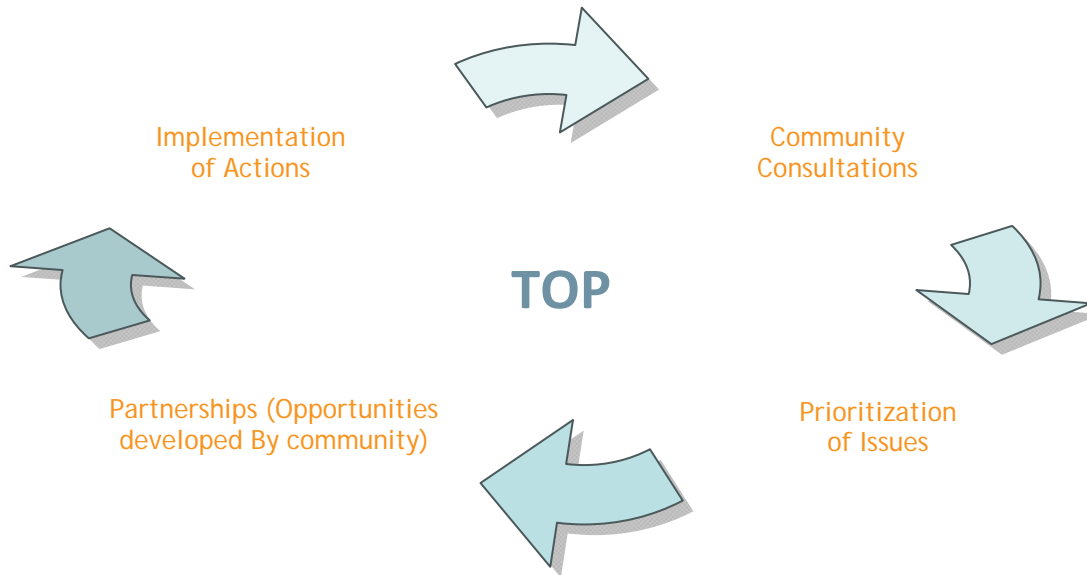 Implementation
of Actions
Community
Consultations
TOP
Partnerships (Opportunities
developed By community)
Prioritization
of Issues